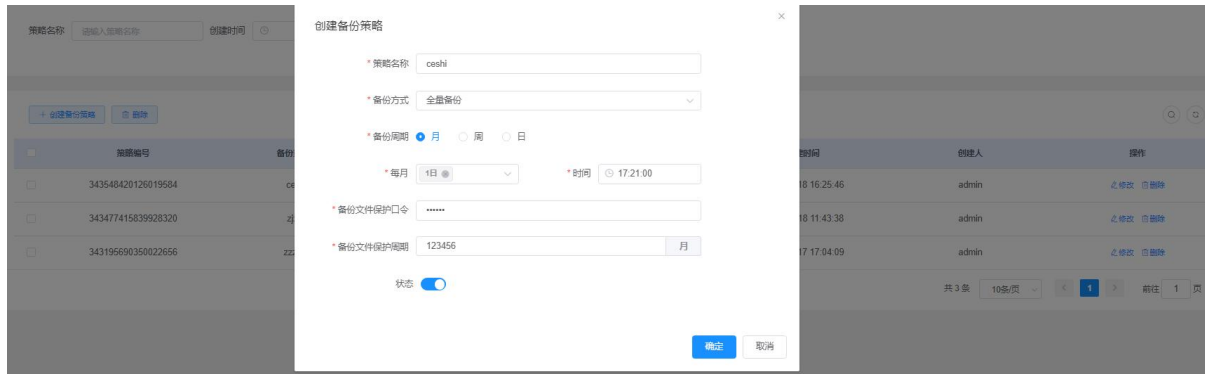 创建备份策略
策略名称 请输入策略名称 创建时间
* 策略名称 ceshi
* 备份方式 全量备份
+ 创建备份策略 删除
* 备份周期 月 周 日
策略编号 备份 时间 创建人 操作
* 每月 1日 * 时间 17:21:00
343548420126019584 ce 18 16:25:46 admin 修改 删除
* 备份文件保护口令 ••••••
343477415839928320 zj 18 11:43:38 admin 修改 删除
* 备份文件保护周期 123456 月
343195690350022656 zzz 17 17:04:09 admin 修改 删除
状态
共 3 条 10条/页 1 前往 1 页
确定 取消